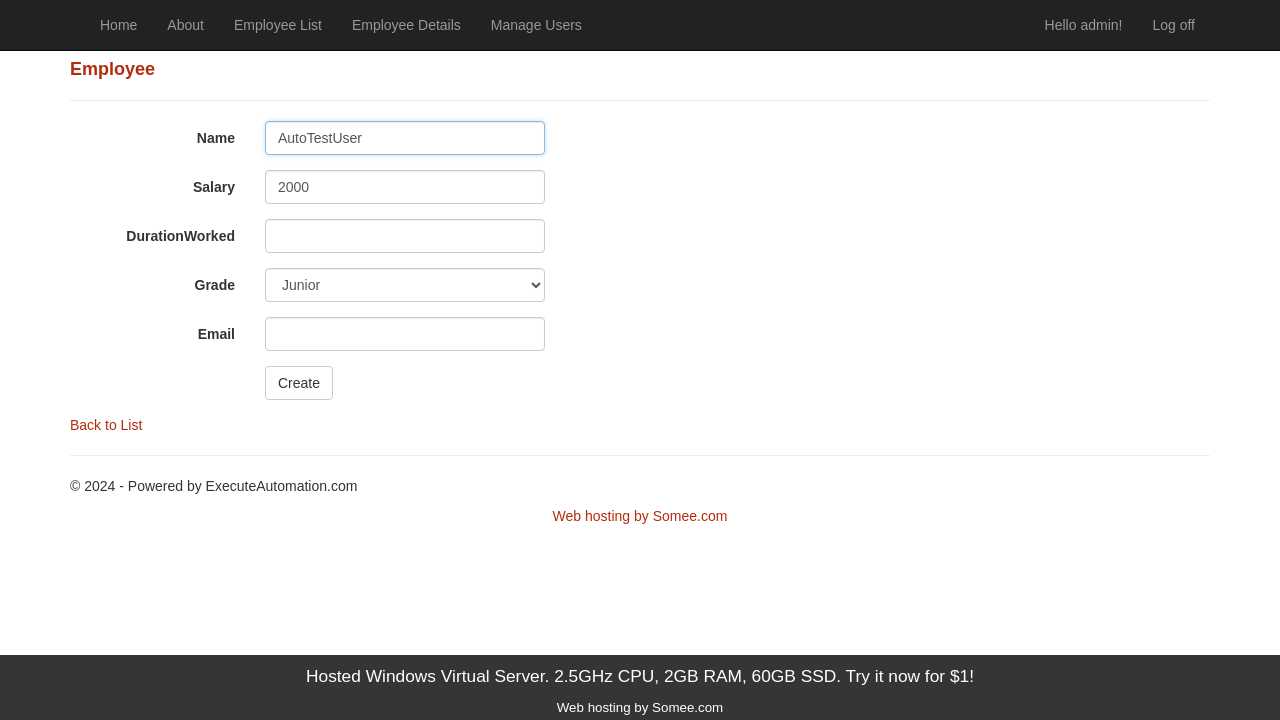 Home About Employee List Employee Details Manage Users Hello admin! Log off
Employee
Name AutoTestUser
Salary 2000
DurationWorked
Grade Junior
Email
Create
Back to List
© 2024 - Powered by ExecuteAutomation.com
Web hosting by Somee.com
Hosted Windows Virtual Server. 2.5GHz CPU, 2GB RAM, 60GB SSD. Try it now for $1!
Web hosting by Somee.com